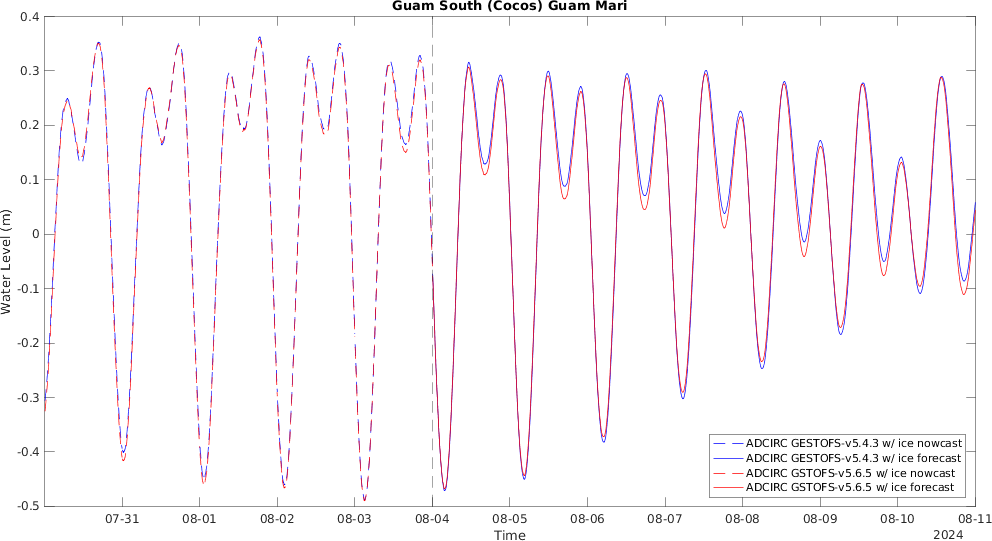 Guam South (Cocos) Guam Mari
Water Level (m)
0.4
0.3
0.2
0.1
0
-0.1
-0.2
-0.3
-0.4
-0.5
ADCIRC GESTOFS-v5.4.3 w/ ice nowcast
ADCIRC GESTOFS-v5.4.3 w/ ice forecast
ADCIRC GSTOFS-v5.6.5 w/ ice nowcast
ADCIRC GSTOFS-v5.6.5 w/ ice forecast
07-31 08-01 08-02 08-03 08-04 08-05 08-06 08-07 08-08 08-09 08-10 08-11
Time
2024